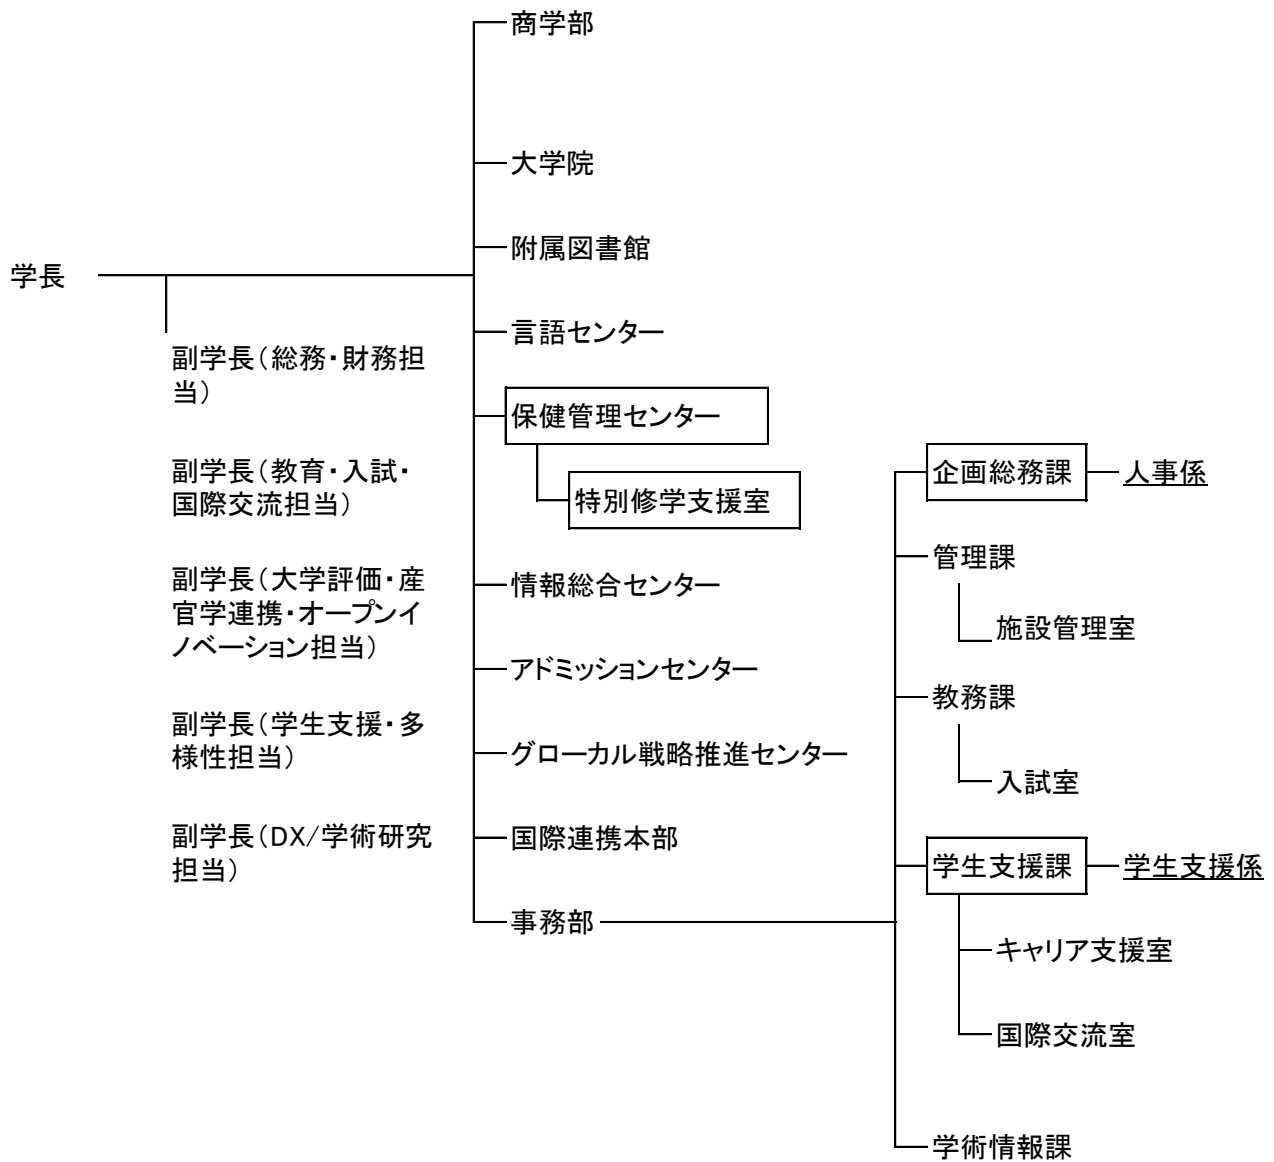 学長
副学長（総務・財務担
当）
副学長（教育・入試・
国際交流担当）
副学長（大学評価・産
官学連携・オープンイ
ノベーション担当）
副学長（学生支援・多
様性担当）
副学長（DX/学術研究
担当）
商学部
大学院
附属図書館
言語センター
保健管理センター
特別修学支援室
情報総合センター
アドミッションセンター
グローカル戦略推進センター
国際連携本部
事務部
企画総務課
人事係
管理課
施設管理室
教務課
入試室
学生支援課
学生支援係
キャリア支援室
国際交流室
学術情報課